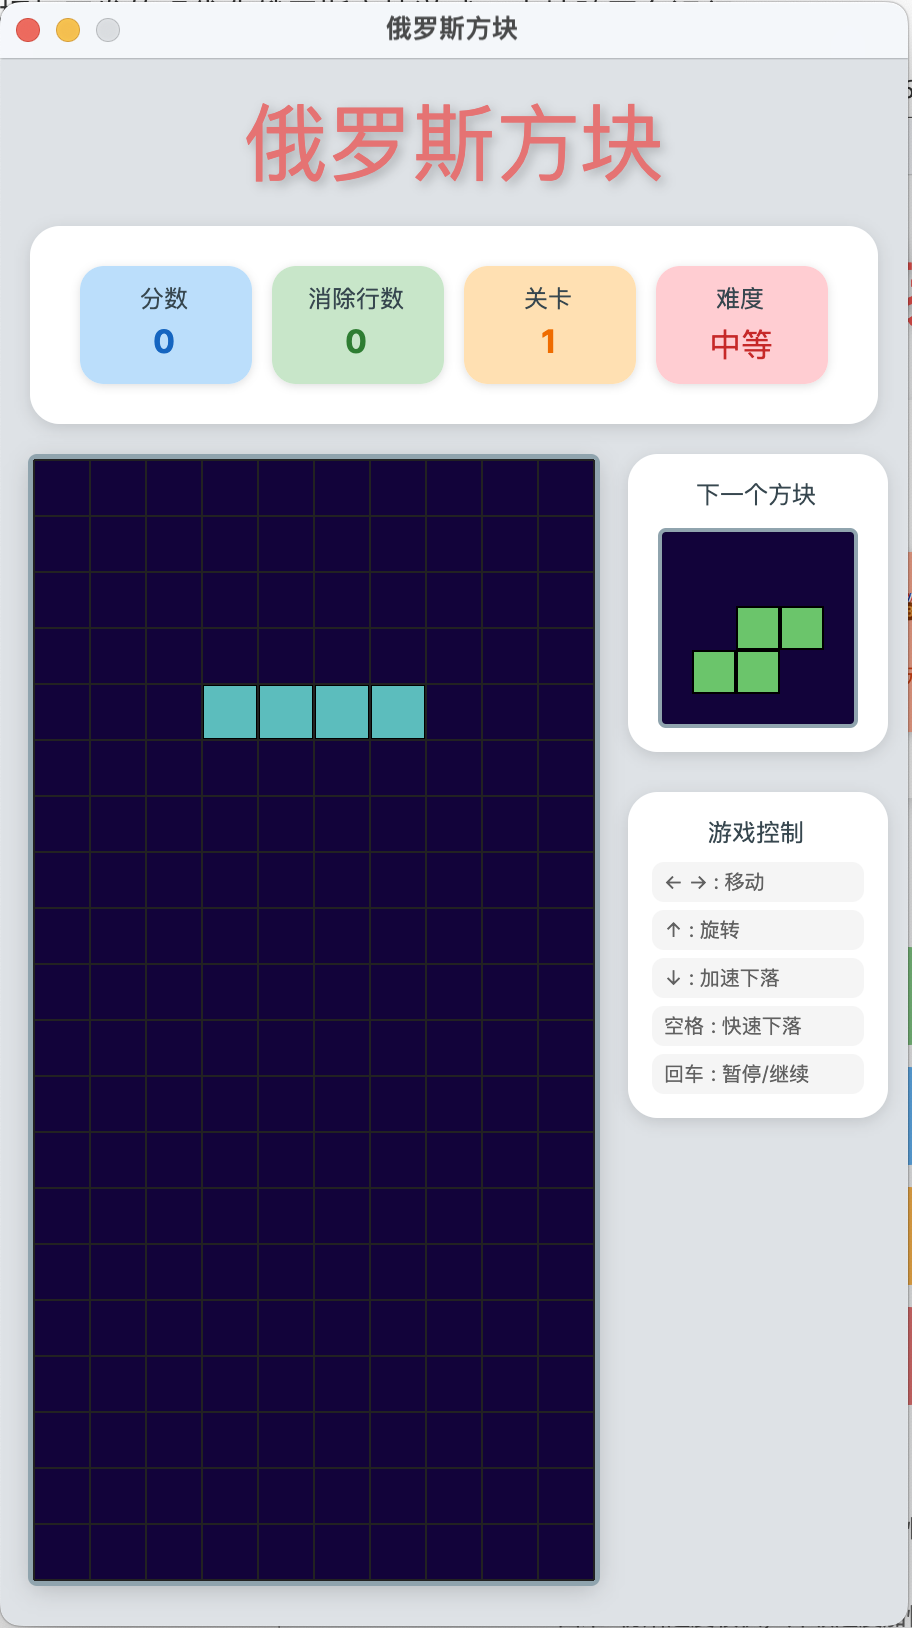 俄罗斯方块
俄罗斯方块
分数
0
消除行数
0
关卡
1
难度
中等
下一个方块
游戏控制
← → : 移动
↑ : 旋转
↓ : 加速下落
空格 : 快速下落
回车 : 暂停/继续